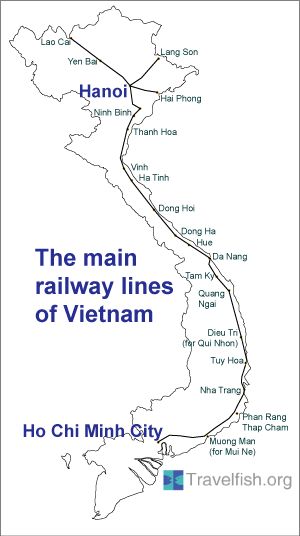 Lao Cai
Lang Son
Yen Bai
Hanoi
Hai Phong
Ninh Binh
Thanh Hoa
Vinh
Ha Tinh
Dong Hoi
Dong Ha
Hue
The main
railway lines
of Vietnam
Da Nang
Tam Ky
Quang
Ngai
Dieu Tri
(for Qui Nhon)
Tuy Hoa
Nha Trang
Phan Rang
Thap Cham
Ho Chi Minh City
Muong Man
(for Mui Ne)
Travelfish.org